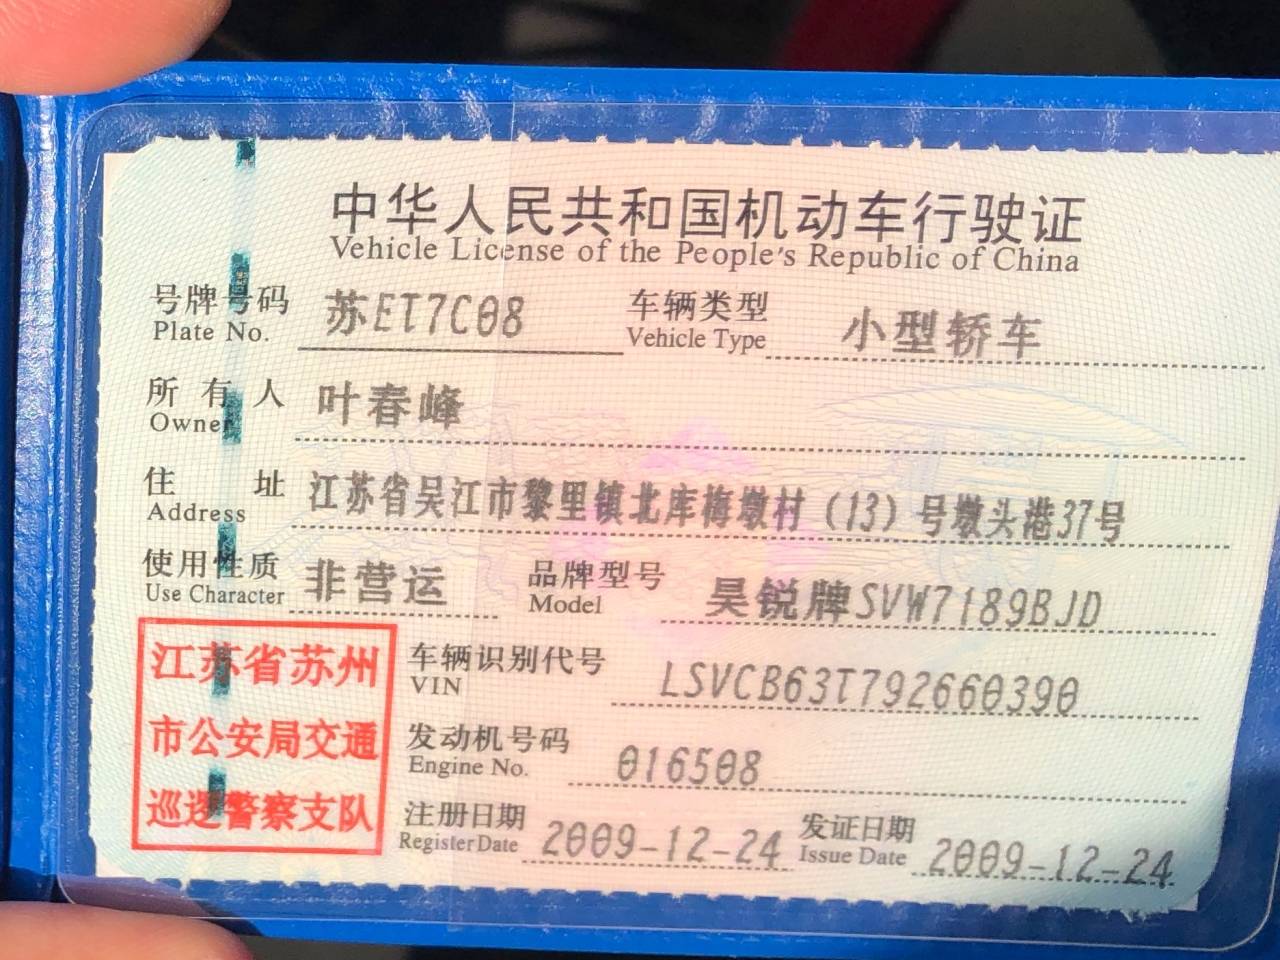 中华人民共和国机动车行驶证
Vehicle License of the People's Republic of China
号牌号码 苏ET7C08 车辆类型 小型轿车
Plate No. Vehicle Type
所有人 叶春峰
Owner
住址 江苏省吴江市黎里镇北库梅墩村（13）号墩头港37号
Address
使用性质 非营运 品牌型号 昊锐牌SVW7189BJD
Use Character Model
江苏省苏州
市公安局交通
巡逻警察支队
车辆识别代号 LSVCB63T792660390
VIN
发动机号码 016508
Engine No.
注册日期 2009-12-24 发证日期 2009-12-24
Register Date Issue Date